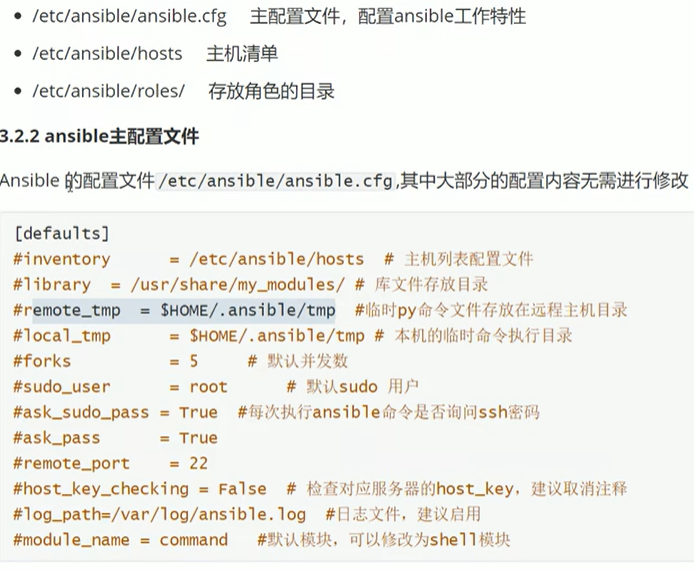 • /etc/ansible/ansible.cfg 主配置文件，配置ansible工作特性
• /etc/ansible/hosts 主机清单
• /etc/ansible/roles/ 存放角色的目录
3.2.2 ansible主配置文件
Ansible 的配置文件 /etc/ansible/ansible.cfg ,其中大部分的配置内容无需进行修改
[defaults]
#inventory = /etc/ansible/hosts # 主机列表配置文件
#library = /usr/share/my_modules/ # 库文件存放目录
#remote_tmp = $HOME/.ansible/tmp #临时py命令文件存放在远程主机目录
#local_tmp = $HOME/.ansible/tmp # 本机的临时命令执行目录
#forks = 5 # 默认并发数
#sudo_user = root # 默认sudo 用户
#ask_sudo_pass = True #每次执行ansible命令是否询问ssh密码
#ask_pass = True
#remote_port = 22
#host_key_checking = False # 检查对应服务器的host_key，建议取消注释
#log_path=/var/log/ansible.log #日志文件，建议启用
#module_name = command #默认模块，可以修改为shell模块